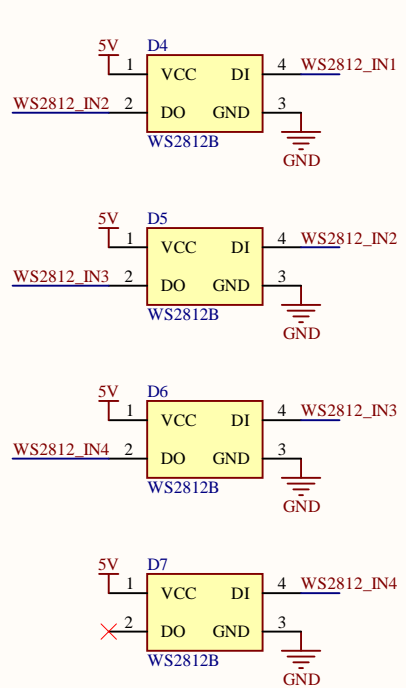 5V D4
1 VCC DI 4 WS2812_IN1
WS2812_IN2 2 DO GND 3
WS2812B
GND
5V D5
1 VCC DI 4 WS2812_IN2
WS2812_IN3 2 DO GND 3
WS2812B
GND
5V D6
1 VCC DI 4 WS2812_IN3
WS2812_IN4 2 DO GND 3
WS2812B
GND
5V D7
1 VCC DI 4 WS2812_IN4
2 DO GND 3
WS2812B
GND